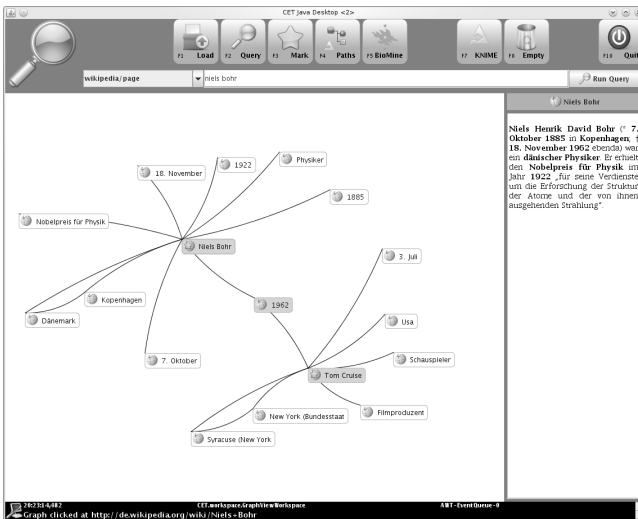 CET Java Desktop <2>
F1 Load
F2 Query
F3 Mark
F4 Paths
F5 BioMine
F7 KNIME
F8 Empty
F10 Quit
wikipedia/page
niels bohr
Run Query
Niels Bohr
Niels Henrik David Bohr (* 7.
Oktober 1885 in Kopenhagen; †
18. November 1962 ebenda) war
ein dänischer Physiker. Er erhielt
den Nobelpreis für Physik im
Jahr 1922 „für seine Verdienste
um die Erforschung der Struktur
der Atome und der von ihnen
ausgehenden Strahlung".
18. November
1922
Physiker
1885
Nobelpreis für Physik
Niels Bohr
3. Juli
Kopenhagen
1962
Dänemark
Usa
7. Oktober
Schauspieler
Tom Cruise
New York (Bundesstaat
Filmproduzent
Syracuse (New York
20:23:14,482
CET.workspace.GraphViewWorkspace
AWT-EventQueue-0
Graph clicked at http://de.wikipedia.org/wiki/Niels+Bohr